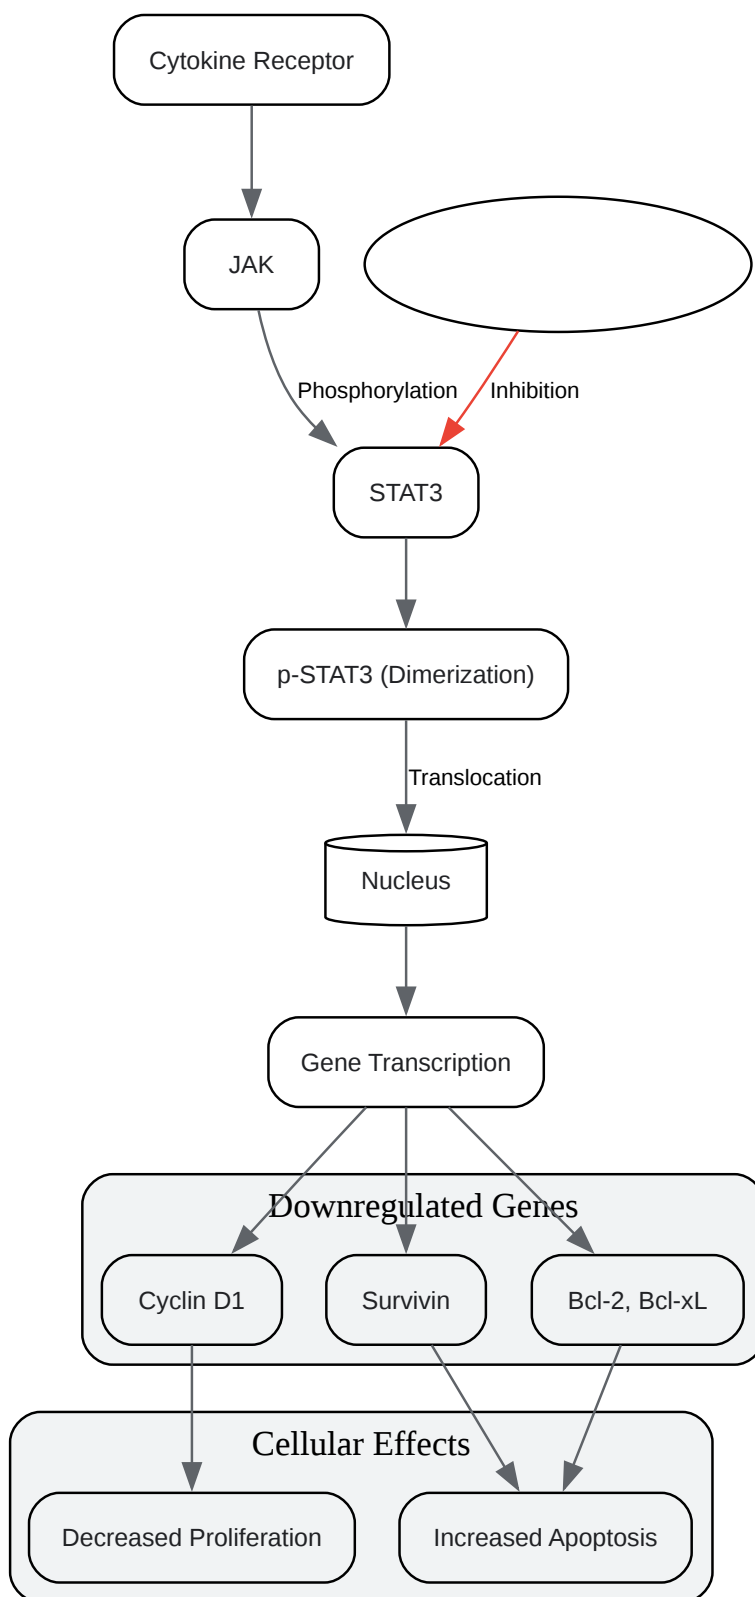 Cytokine Receptor
JAK
Phosphorylation
Inhibition
STAT3
p-STAT3 (Dimerization)
Translocation
Nucleus
Gene Transcription
Downregulated Genes
Cyclin D1
Survivin
Bcl-2, Bcl-xL
Cellular Effects
Decreased Proliferation
Increased Apoptosis